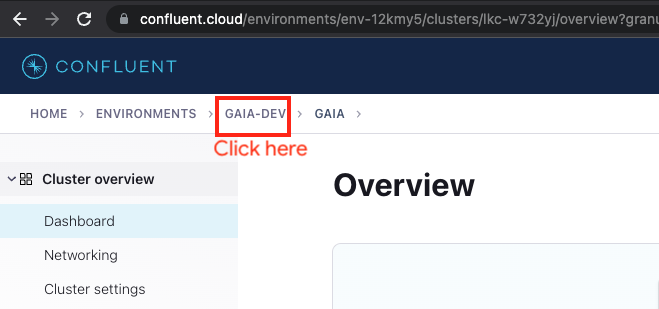 confluent.cloud/environments/env-12kmy5/clusters/lkc-w732yj/overview?granu
CONFLUENT
HOME > ENVIRONMENTS > GAIA-DEV > GAIA >
Click here
Cluster overview
Overview
Dashboard
Networking
Cluster settings